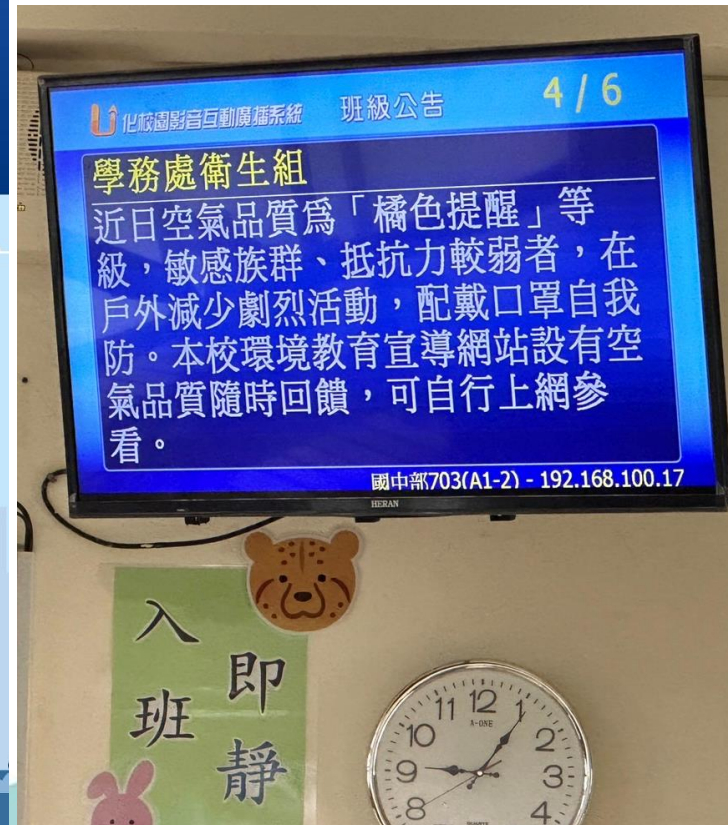 U化校園影音互動廣播系統 班級公告 4 / 6
學務處衛生組
近日空氣品質為「橘色提醒」等
級，敏感族群、抵抗力較弱者，在
戶外減少劇烈活動，配戴口罩自我
防。本校環境教育宣導網站設有空
氣品質隨時回饋，可自行上網參
看。
國中部703(A1-2) - 192.168.100.17
HERAN
入班
即靜
11 12 1
10 2
9 3
8 4
A-ONE
QUARTZ